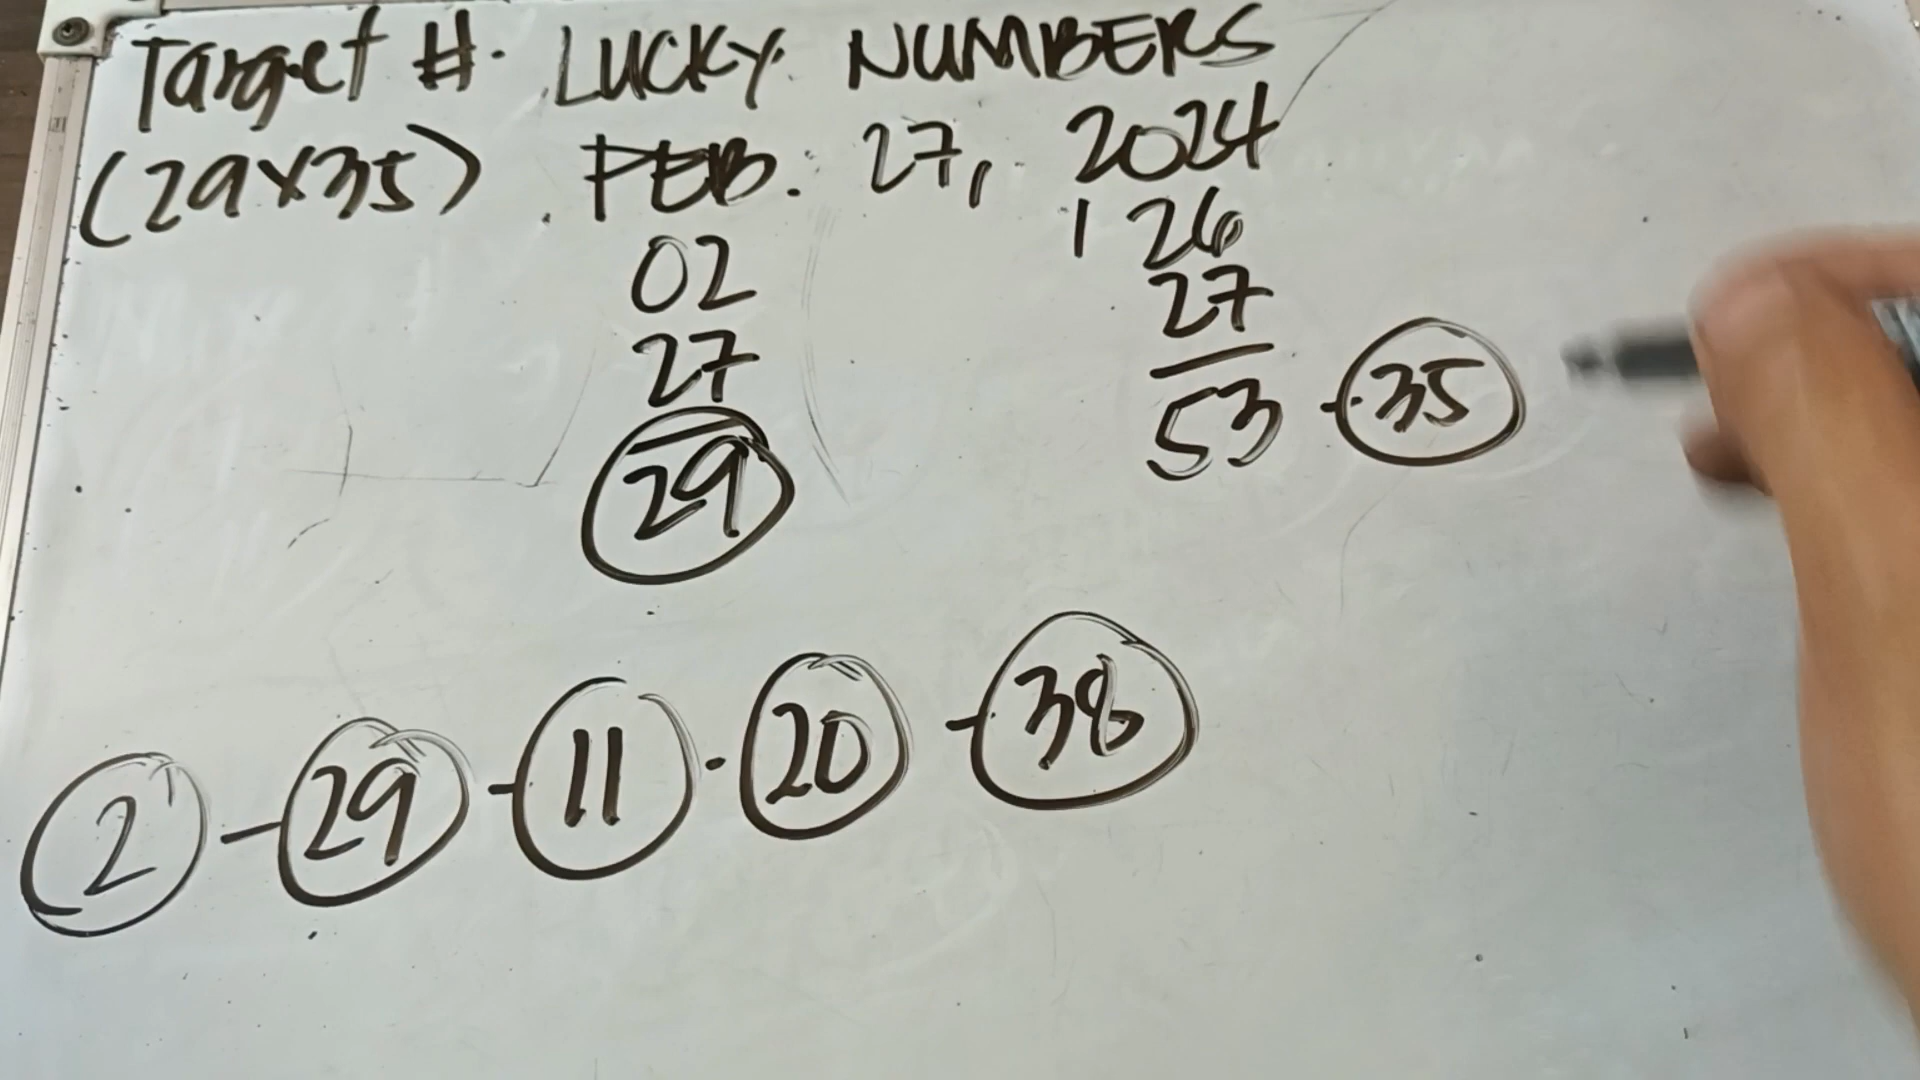 Target #. LUCKY NUMBERS
(29x35) FEB. 27, 2024
02 1 26
27 27
29 53 - 35
2 - 29 - 11 - 20 - 38